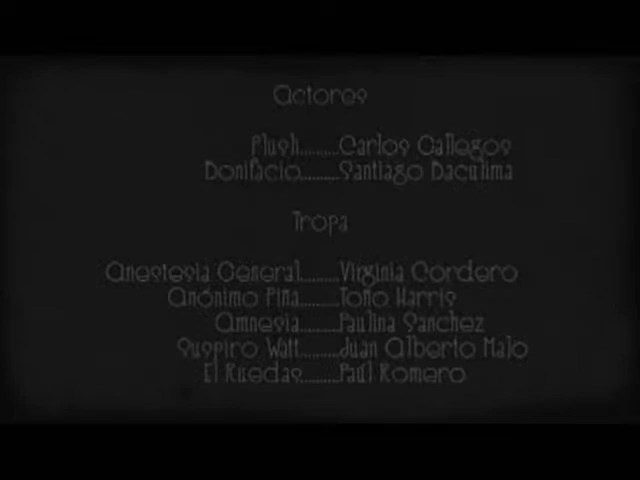 Actores
Plush.........Carlos Gallegos
Bonifacio.........Santiago Daculima
Tropa
Anestesia General.........Virginia Cordero
Anónimo Piña.........Toño Harris
Amnesia.........Paulina Sanchez
Suspiro Watt.........Juan Alberto Malo
El Ruedas.........Paul Romero